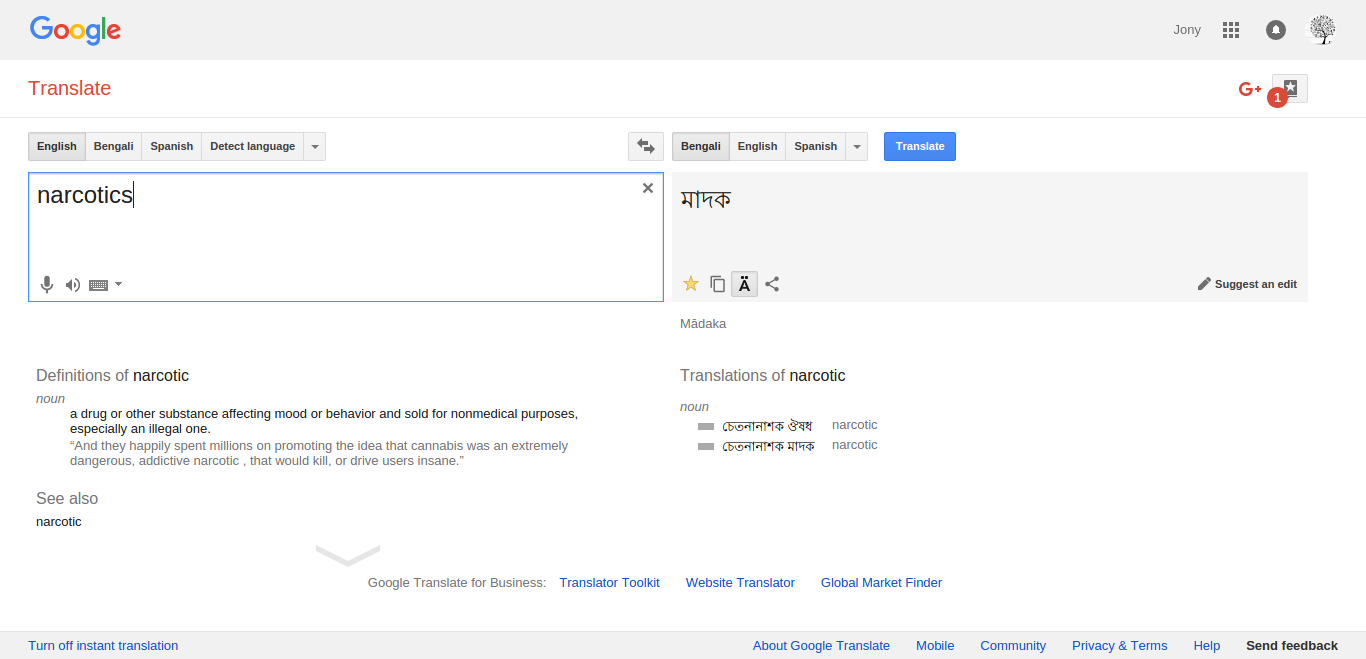 Google
Jony
Translate
G+
1
English Bengali Spanish Detect language
Bengali English Spanish
Translate
narcotics
মাদক
Ä
Suggest an edit
Mādaka
Definitions of narcotic
noun
a drug or other substance affecting mood or behavior and sold for nonmedical purposes,
especially an illegal one.
“And they happily spent millions on promoting the idea that cannabis was an extremely
dangerous, addictive narcotic , that would kill, or drive users insane.”
See also
narcotic
Translations of narcotic
noun
চেতনানাশক ঔষধ narcotic
চেতনানাশক মাদক narcotic
Google Translate for Business: Translator Toolkit Website Translator Global Market Finder
Turn off instant translation About Google Translate Mobile Community Privacy & Terms Help Send feedback